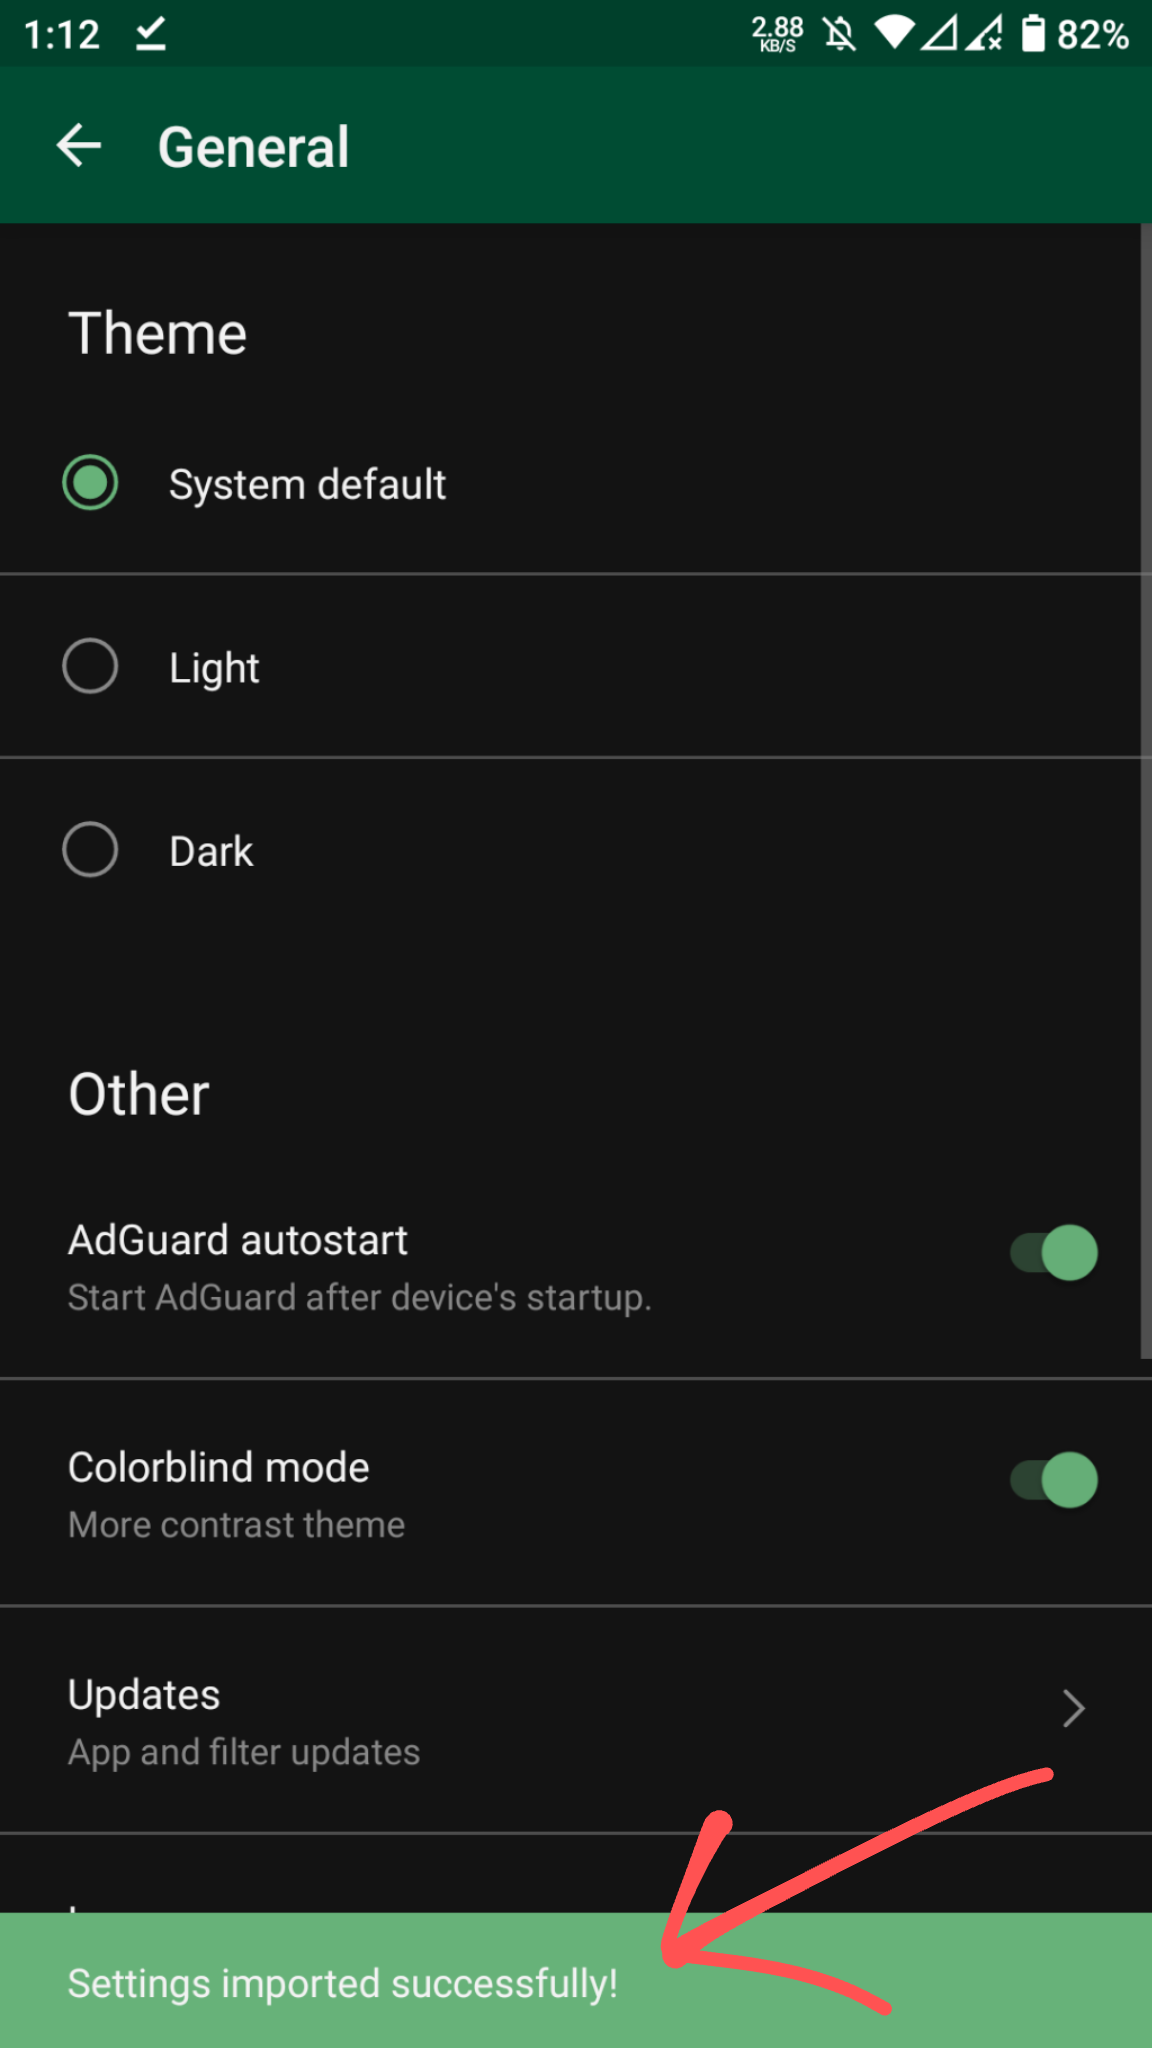 1:12
2.88
KB/S
82%
General
Theme
System default
Light
Dark
Other
AdGuard autostart
Start AdGuard after device's startup.
Colorblind mode
More contrast theme
Updates
App and filter updates
Settings imported successfully!